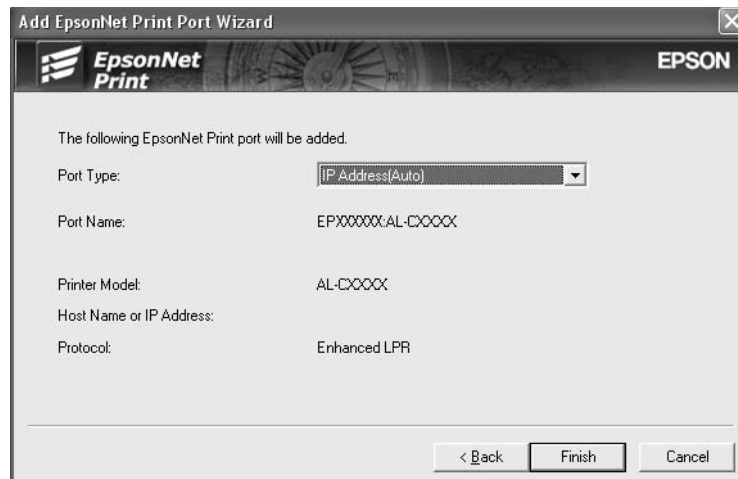 Add EpsonNet Print Port Wizard
EpsonNet
Print
EPSON
The following EpsonNet Print port will be added.
Port Type: IP Address(Auto)
Port Name: EPXXXXXX:AL-CXXXX
Printer Model: AL-CXXXX
Host Name or IP Address:
Protocol: Enhanced LPR
< Back Finish Cancel